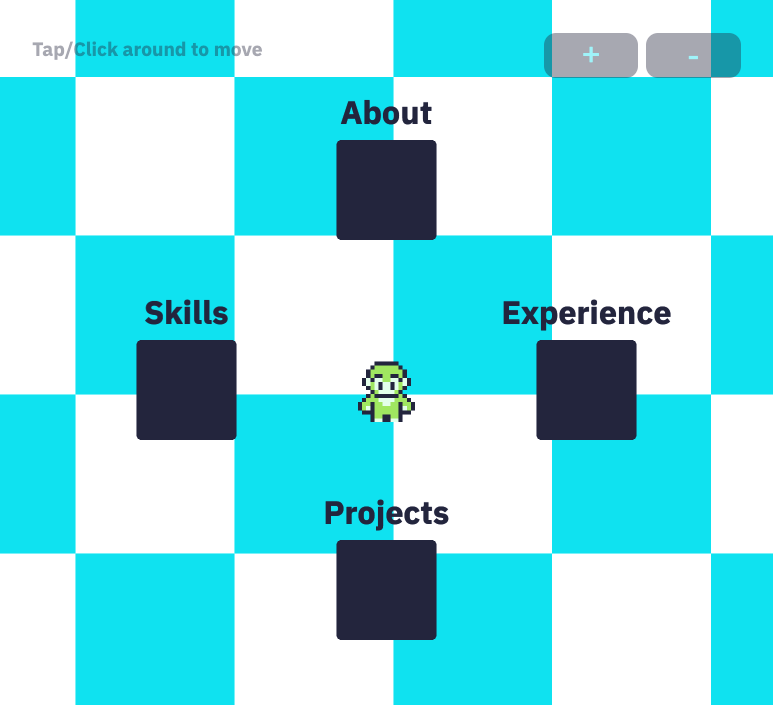 Tap/Click around to move
+ -
About
Skills
Experience
Projects